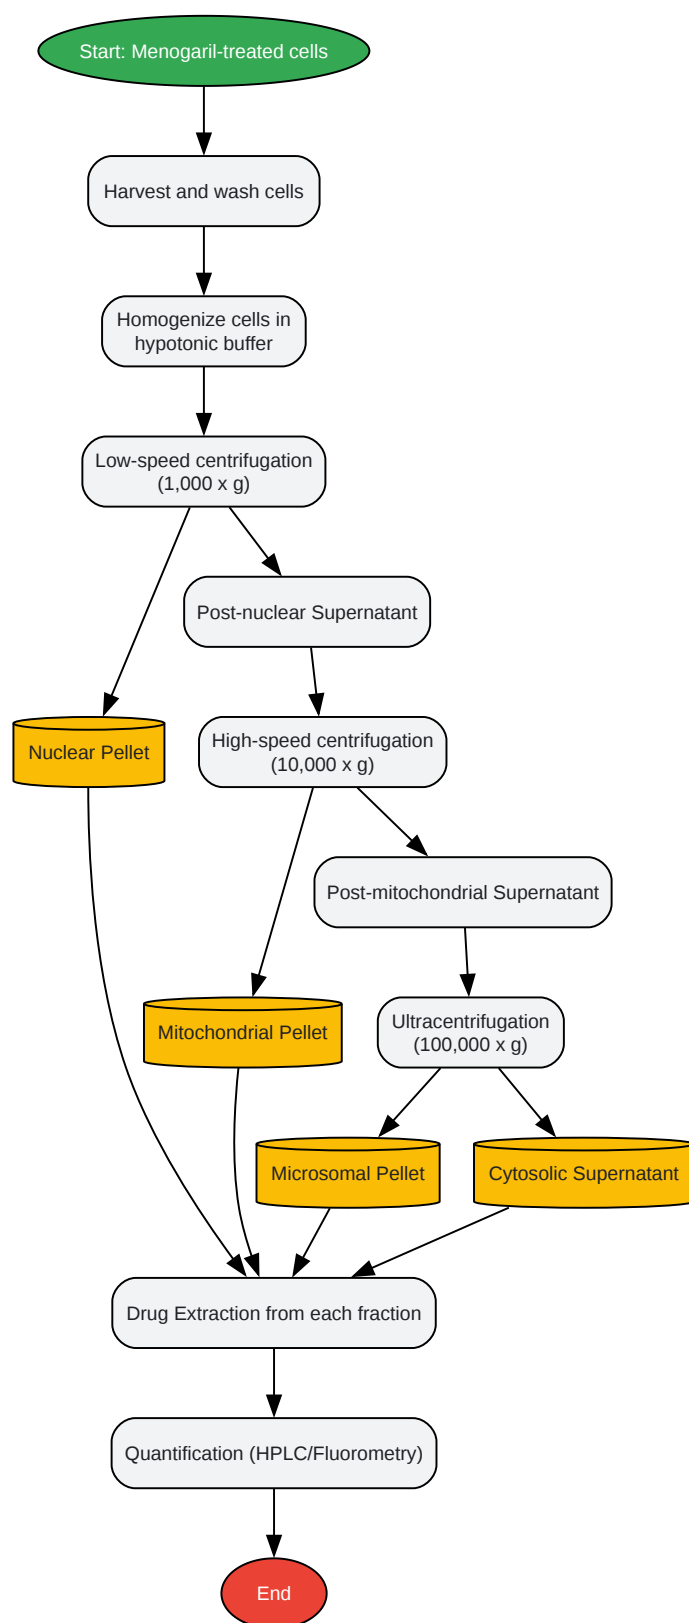 Start: Menogaril-treated cells
Harvest and wash cells
Homogenize cells in
hypotonic buffer
Low-speed centrifugation
(1,000 x g)
Post-nuclear Supernatant
Nuclear Pellet
High-speed centrifugation
(10,000 x g)
Post-mitochondrial Supernatant
Mitochondrial Pellet
Ultracentrifugation
(100,000 x g)
Microsomal Pellet
Cytosolic Supernatant
Drug Extraction from each fraction
Quantification (HPLC/Fluorometry)
End